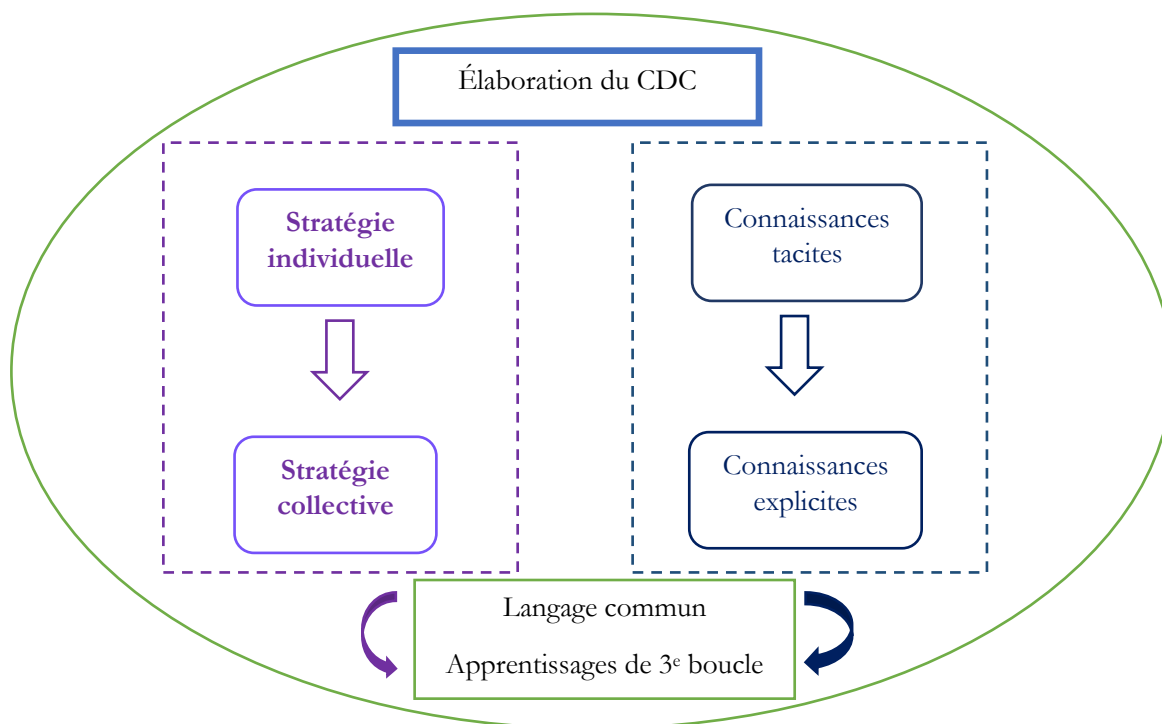 Élaboration du CDC
Stratégie
individuelle
Connaissances
tacites
Stratégie
collective
Connaissances
explicites
Langage commun
Apprentissages de 3ᵉ boucle